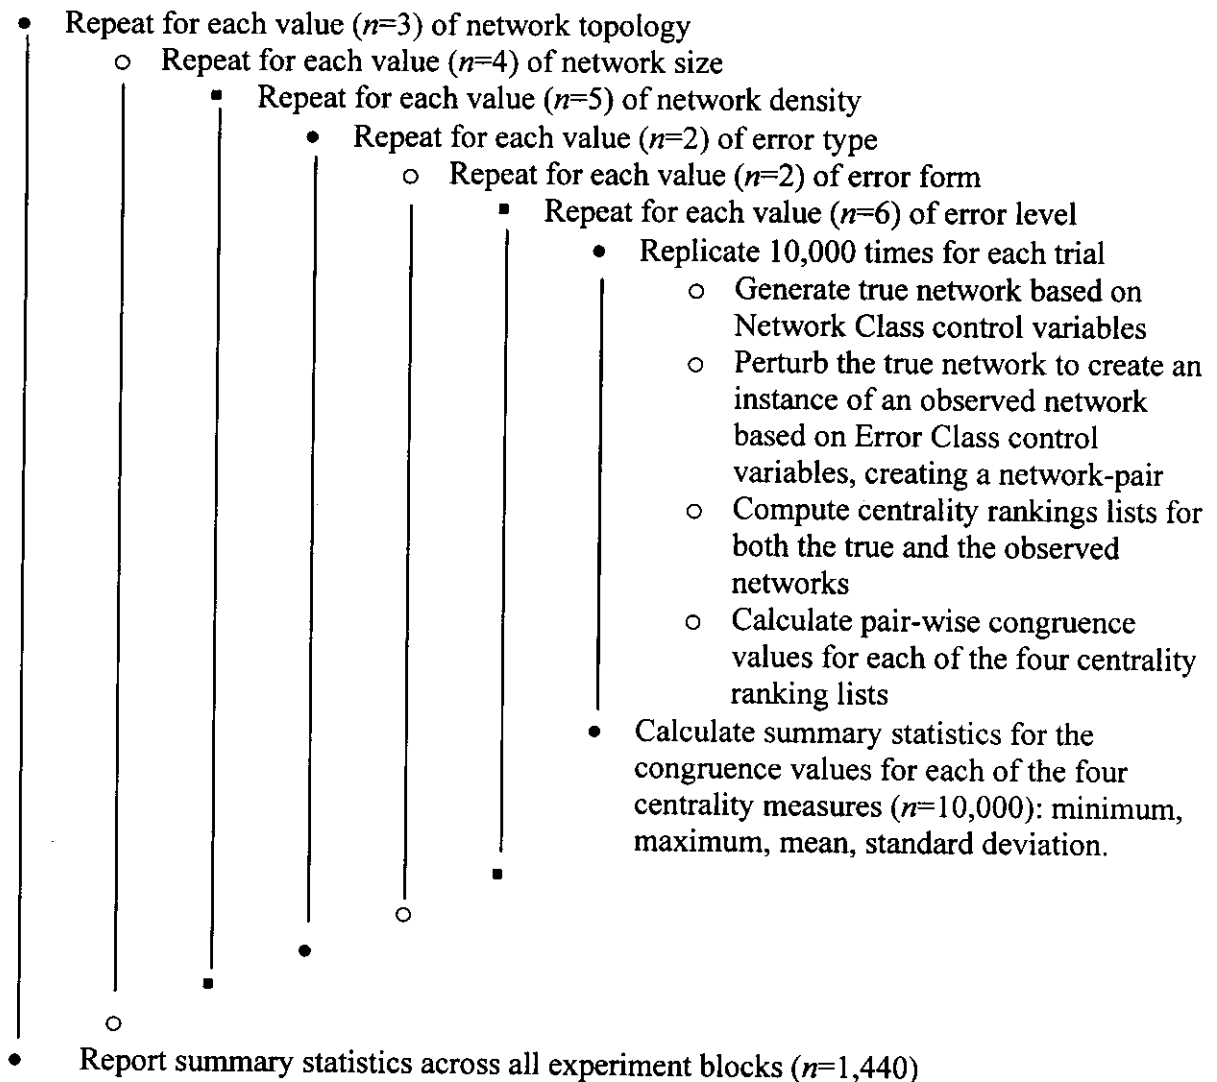 • Repeat for each value (n=3) of network topology
○ Repeat for each value (n=4) of network size
▪ Repeat for each value (n=5) of network density
• Repeat for each value (n=2) of error type
○ Repeat for each value (n=2) of error form
▪ Repeat for each value (n=6) of error level
• Replicate 10,000 times for each trial
○ Generate true network based on
Network Class control variables
○ Perturb the true network to create an
instance of an observed network
based on Error Class control
variables, creating a network-pair
○ Compute centrality rankings lists for
both the true and the observed
networks
○ Calculate pair-wise congruence
values for each of the four centrality
ranking lists
• Calculate summary statistics for the
congruence values for each of the four
centrality measures (n=10,000): minimum,
maximum, mean, standard deviation.
• Report summary statistics across all experiment blocks (n=1,440)